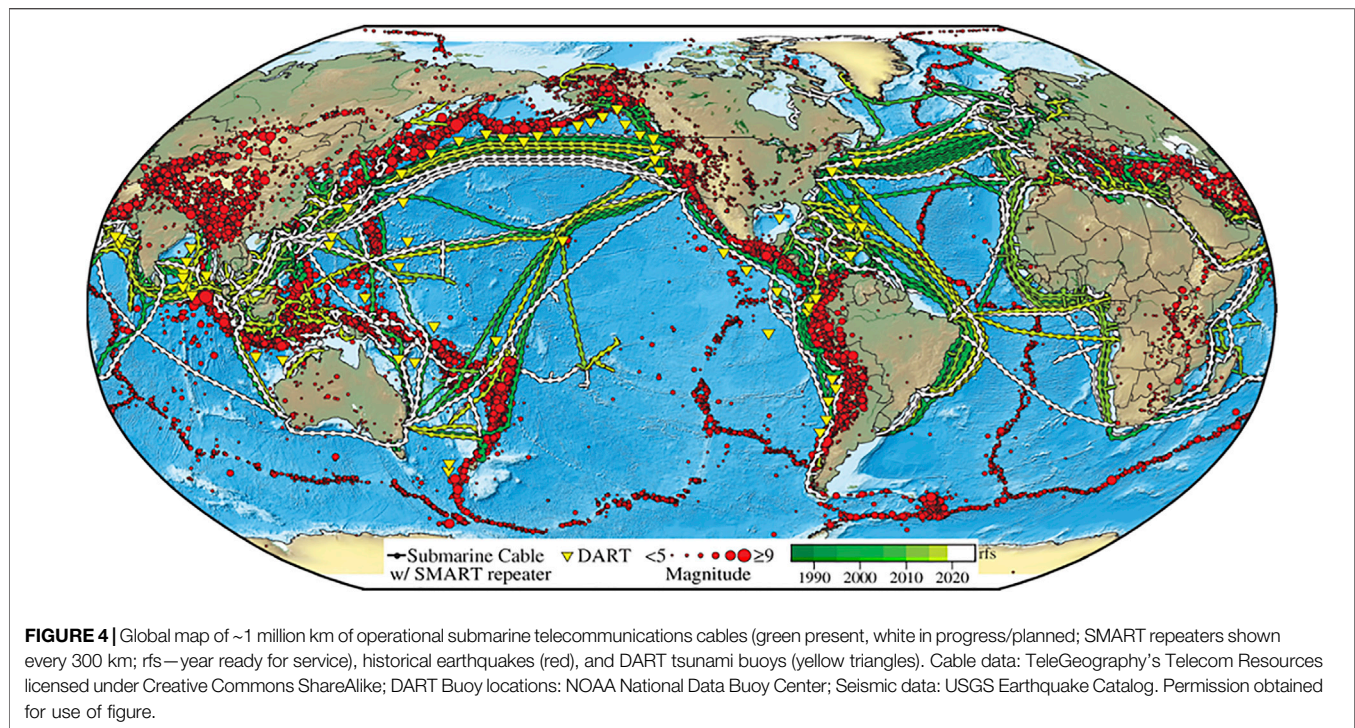 Submarine Cable
w/ SMART repeater
DART
<5
≥9
Magnitude
rfs
1990 2000 2010 2020
FIGURE 4 | Global map of ~1 million km of operational submarine telecommunications cables (green present, white in progress/planned; SMART repeaters shown
every 300 km; rfs—year ready for service), historical earthquakes (red), and DART tsunami buoys (yellow triangles). Cable data: TeleGeography's Telecom Resources
licensed under Creative Commons ShareAlike; DART Buoy locations: NOAA National Data Buoy Center; Seismic data: USGS Earthquake Catalog. Permission obtained
for use of figure.